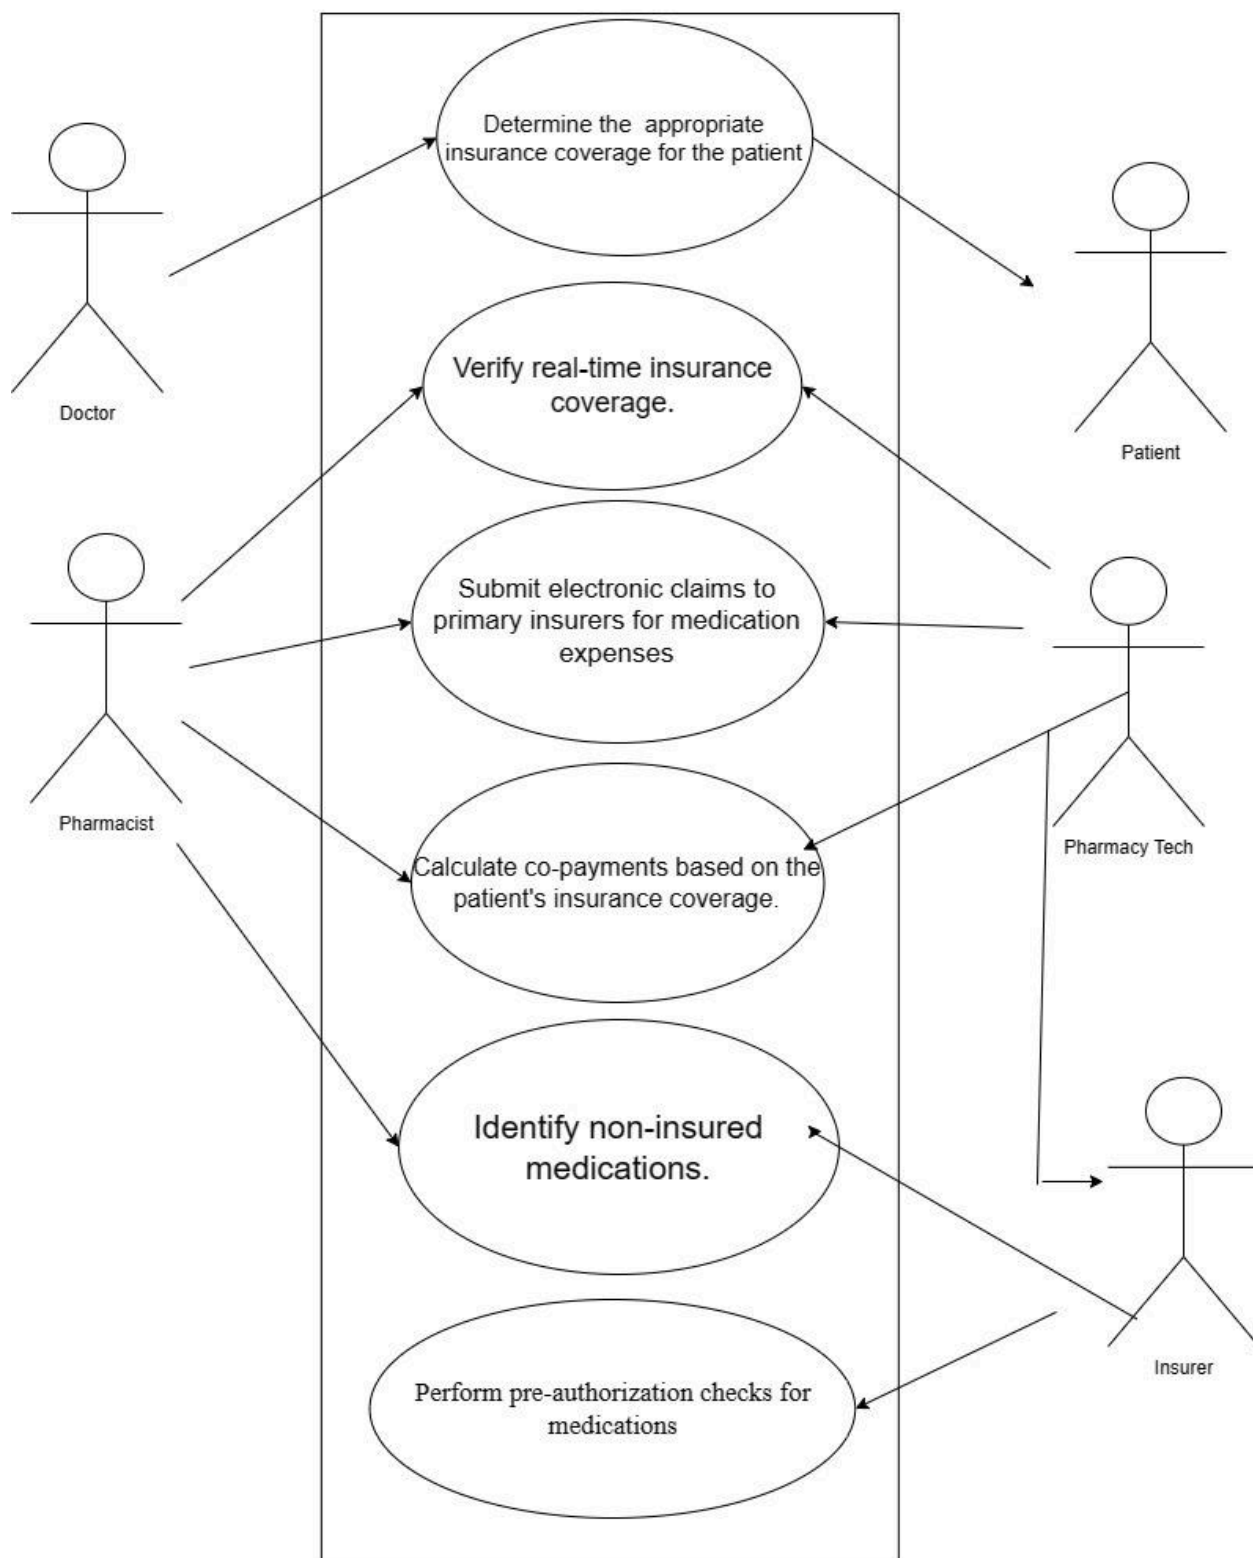 Determine the appropriate
insurance coverage for the patient
Doctor
Patient
Verify real-time insurance
coverage.
Submit electronic claims to
primary insurers for medication
expenses
Pharmacist
Pharmacy Tech
Calculate co-payments based on the
patient's insurance coverage.
Identify non-insured
medications.
Insurer
Perform pre-authorization checks for
medications